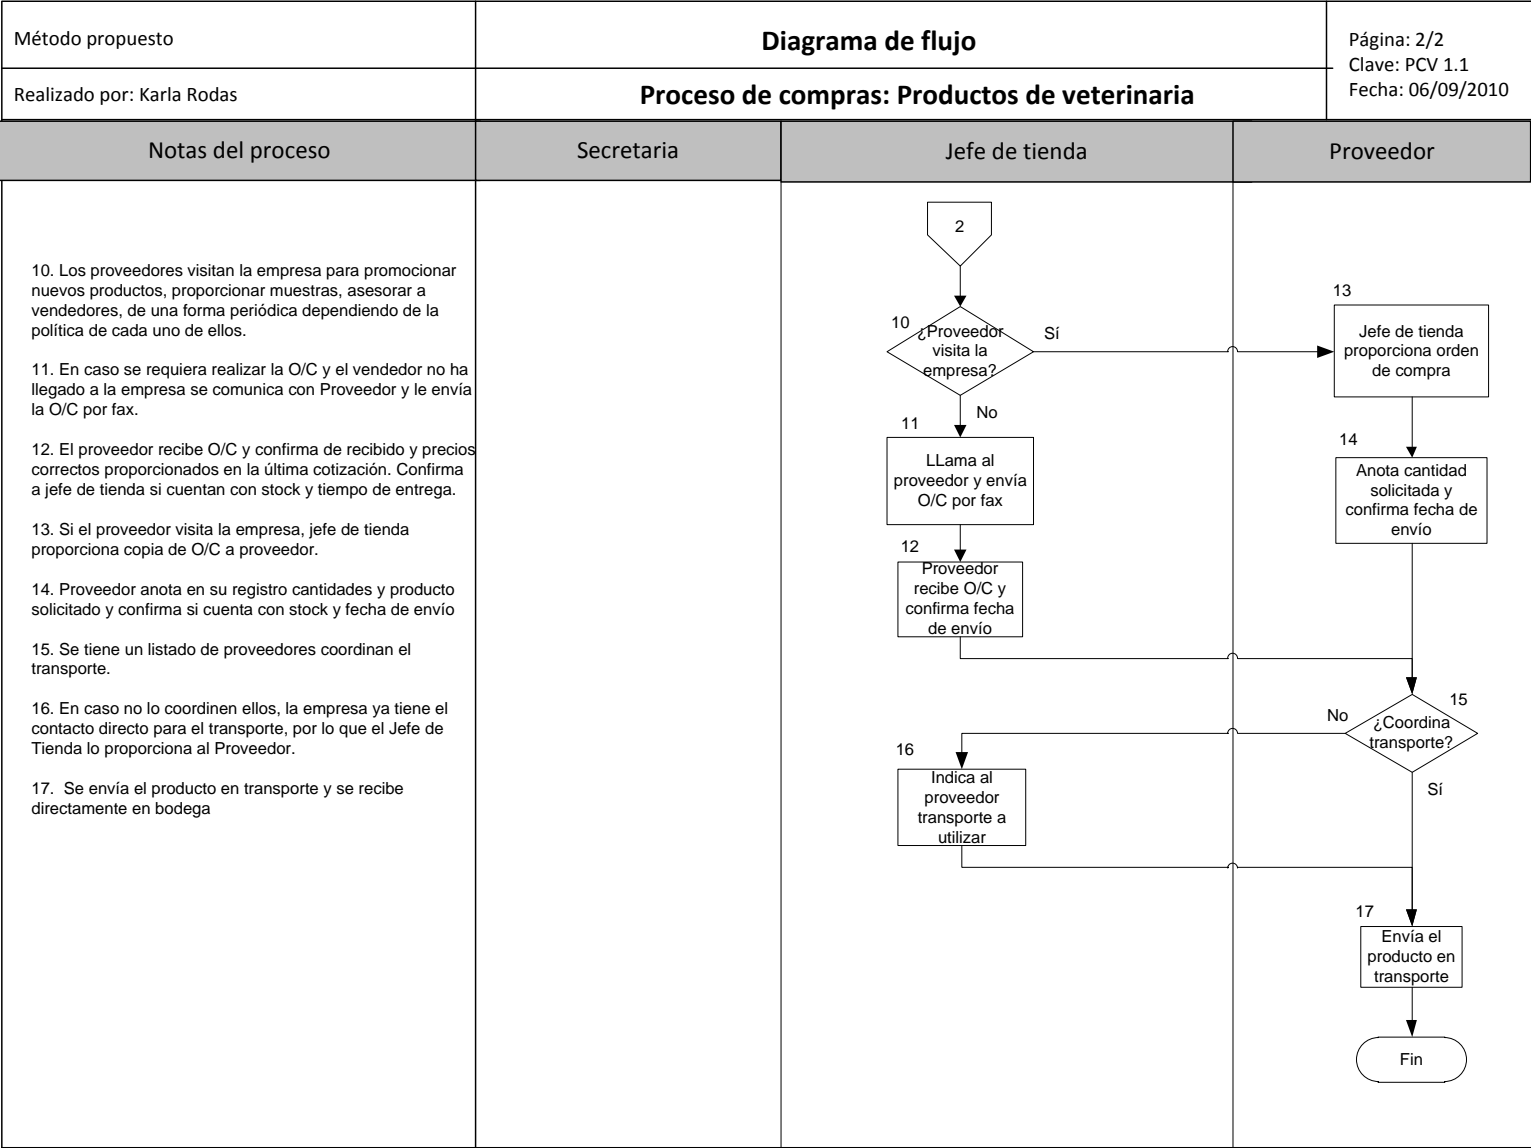 Método propuesto
Diagrama de flujo
Página: 2/2
Clave: PCV 1.1
Fecha: 06/09/2010
Realizado por: Karla Rodas
Proceso de compras: Productos de veterinaria
Notas del proceso
Secretaria
Jefe de tienda
Proveedor
10. Los proveedores visitan la empresa para promocionar
nuevos productos, proporcionar muestras, asesorar a
vendedores, de una forma periódica dependiendo de la
política de cada uno de ellos.
11. En caso se requiera realizar la O/C y el vendedor no ha
llegado a la empresa se comunica con Proveedor y le envía
la O/C por fax.
12. El proveedor recibe O/C y confirma de recibido y precios
correctos proporcionados en la última cotización. Confirma
a jefe de tienda si cuentan con stock y tiempo de entrega.
13. Si el proveedor visita la empresa, jefe de tienda
proporciona copia de O/C a proveedor.
14. Proveedor anota en su registro cantidades y producto
solicitado y confirma si cuenta con stock y fecha de envío
15. Se tiene un listado de proveedores coordinan el
transporte.
16. En caso no lo coordinen ellos, la empresa ya tiene el
contacto directo para el transporte, por lo que el Jefe de
Tienda lo proporciona al Proveedor.
17. Se envía el producto en transporte y se recibe
directamente en bodega
2
10
¿Proveedor
visita la
empresa?
Sí
No
13
Jefe de tienda
proporciona orden
de compra
11
LLama al
proveedor y envía
O/C por fax
14
Anota cantidad
solicitada y
confirma fecha de
envío
12
Proveedor
recibe O/C y
confirma fecha
de envío
15
¿Coordina
transporte?
No
Sí
16
Indica al
proveedor
transporte a
utilizar
17
Envía el
producto en
transporte
Fin